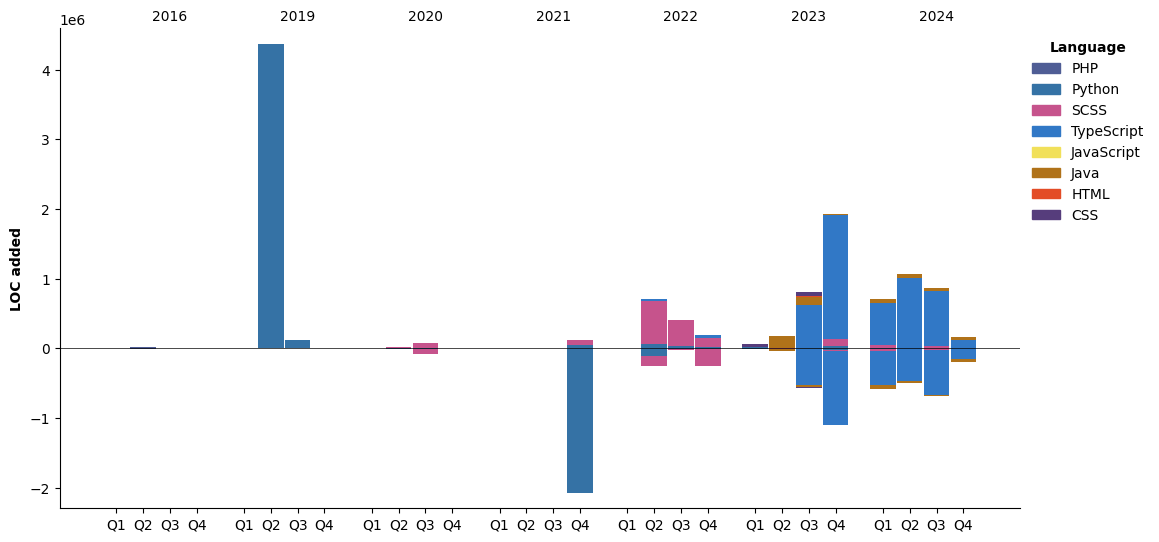 1e6
2016 2019 2020 2021 2022 2023 2024
LOC added
4
3
2
1
0
−1
−2
Q1 Q2 Q3 Q4 Q1 Q2 Q3 Q4 Q1 Q2 Q3 Q4 Q1 Q2 Q3 Q4 Q1 Q2 Q3 Q4 Q1 Q2 Q3 Q4 Q1 Q2 Q3 Q4
Language
PHP
Python
SCSS
TypeScript
JavaScript
Java
HTML
CSS